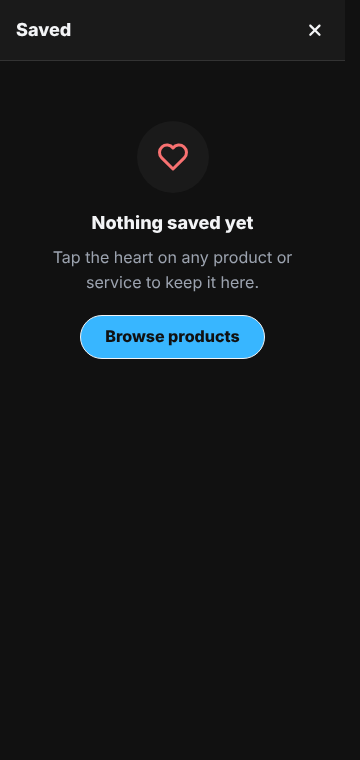 Saved
Nothing saved yet
Tap the heart on any product or
service to keep it here.
Browse products